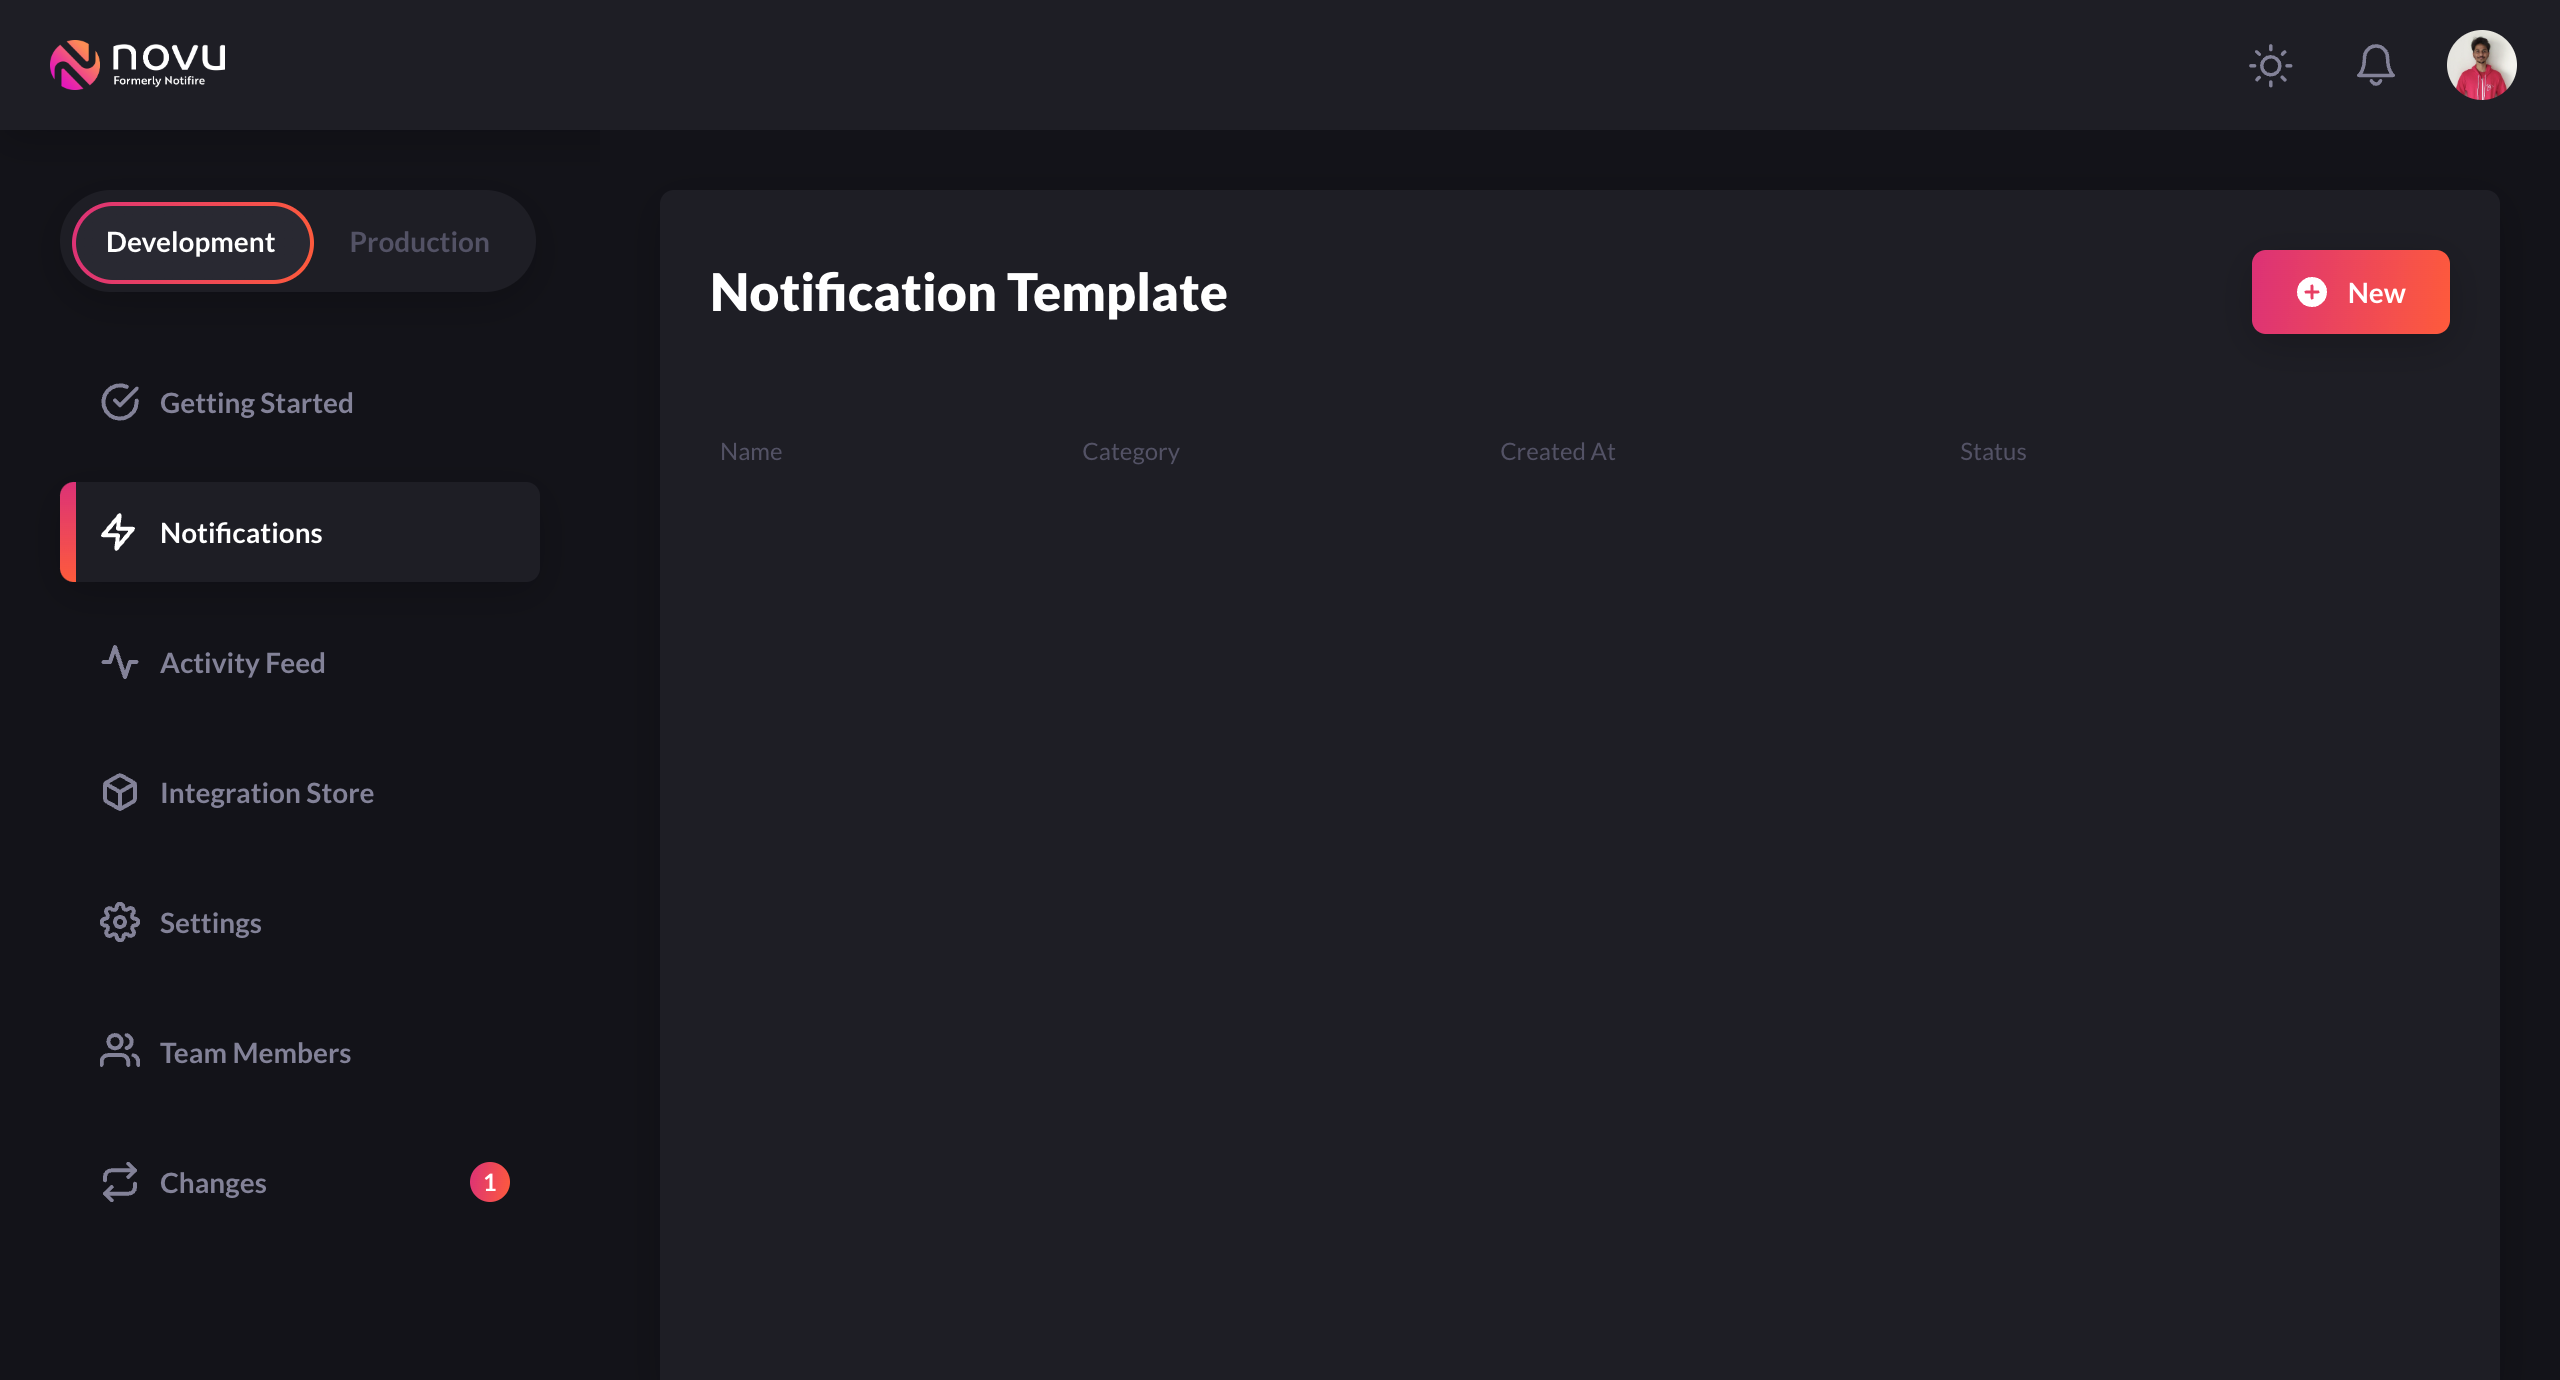 novu
Formerly Notifire
Development
Production
Getting Started
Notifications
Activity Feed
Integration Store
Settings
Team Members
Changes
1
Notification Template
New
Name
Category
Created At
Status